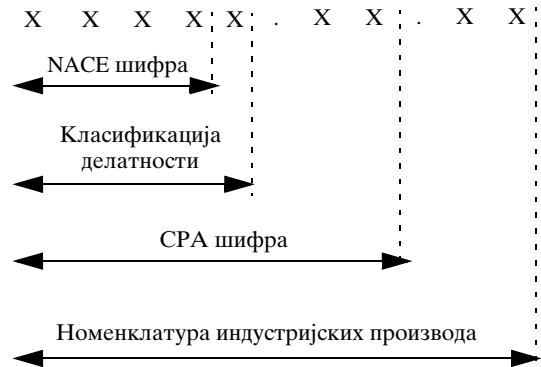 X X X X X . X X . X X
NACE шифра
Класификација
делатности
CPA шифра
Номенклатура индустријских производа